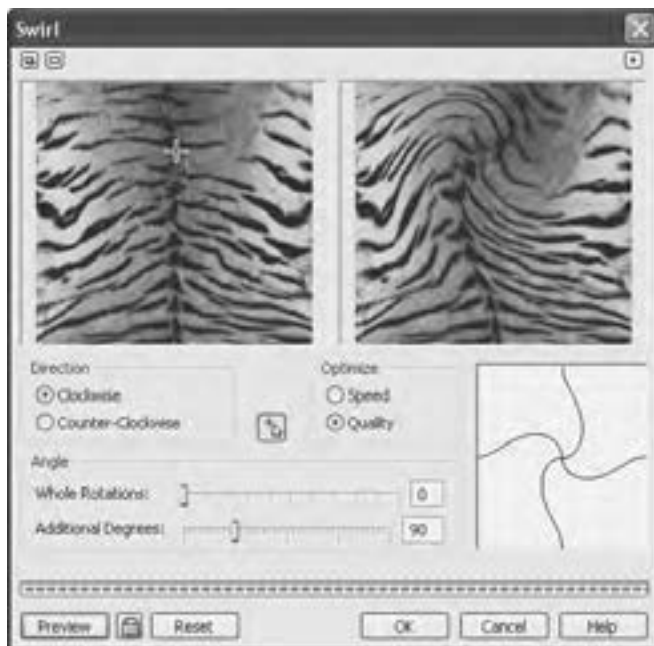 Swirl
Direction
Clockwise
Counter-Clockwise
Optimize
Speed
Quality
Angle
Whole Rotations: 0
Additional Degrees: 90
Preview Reset OK Cancel Help